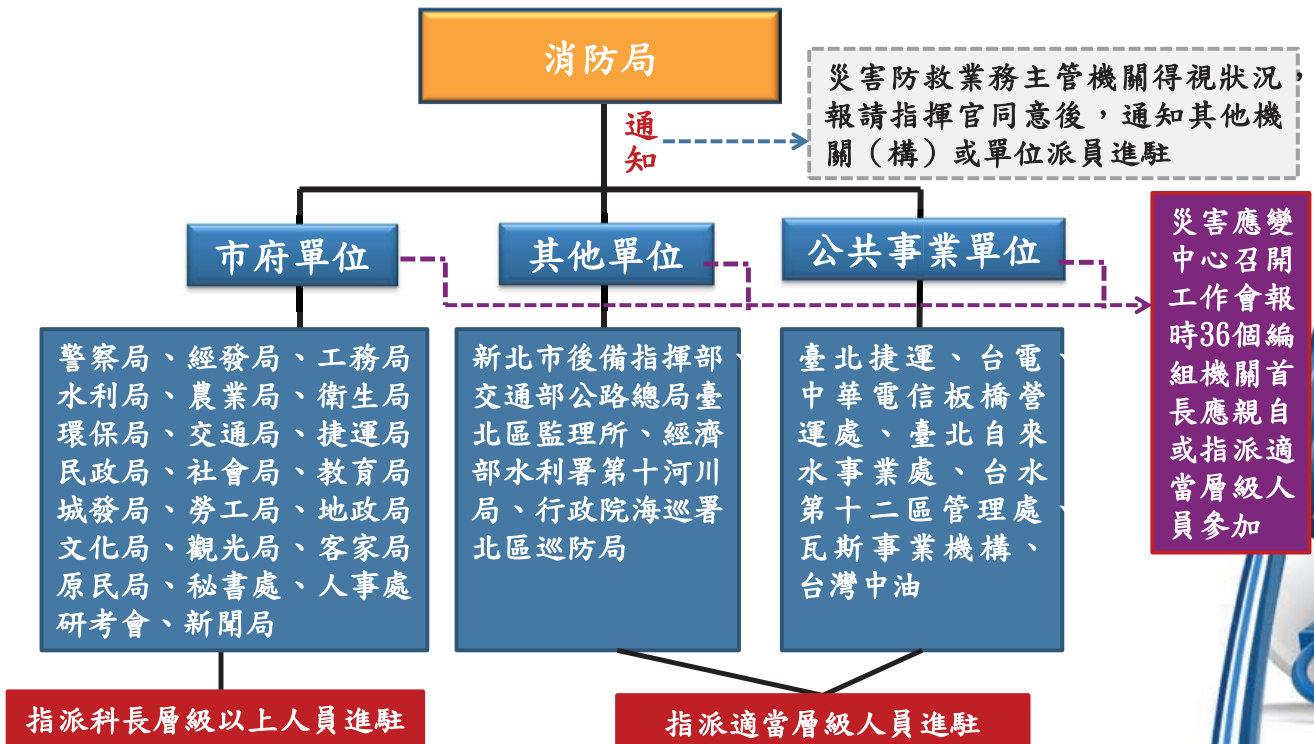 消防局
通
知
災害防救業務主管機關得視狀況，
報請指揮官同意後，通知其他機
關（構）或單位派員進駐
市府單位
其他單位
公共事業單位
災害應變
中心召開
工作會報
時36個編
組機關首
長應親自
或指派適
當層級人
員參加
警察局、經發局、工務局
水利局、農業局、衛生局
環保局、交通局、捷運局
民政局、社會局、教育局
城發局、勞工局、地政局
文化局、觀光局、客家局
原民局、秘書處、人事處
研考會、新聞局
新北市後備指揮部、
交通部公路總局臺
北區監理所、經濟
部水利署第十河川
局、行政院海巡署
北區巡防局
臺北捷運、台電、
中華電信板橋營
運處、臺北自來
水事業處、台水
第十二區管理處、
瓦斯事業機構、
台灣中油
指派科長層級以上人員進駐
指派適當層級人員進駐